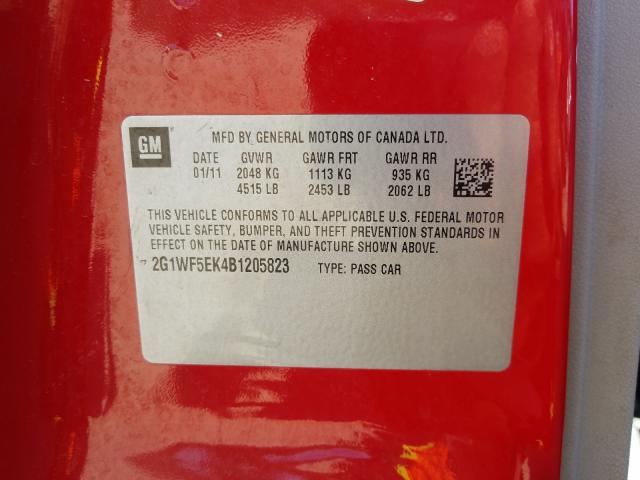 GM
MFD BY GENERAL MOTORS OF CANADA LTD.
DATE GVWR GAWR FRT GAWR RR
01/11 2048 KG 1113 KG 935 KG
4515 LB 2453 LB 2062 LB
THIS VEHICLE CONFORMS TO ALL APPLICABLE U.S. FEDERAL MOTOR
VEHICLE SAFETY, BUMPER, AND THEFT PREVENTION STANDARDS IN
EFFECT ON THE DATE OF MANUFACTURE SHOWN ABOVE.
2G1WF5EK4B1205823 TYPE: PASS CAR